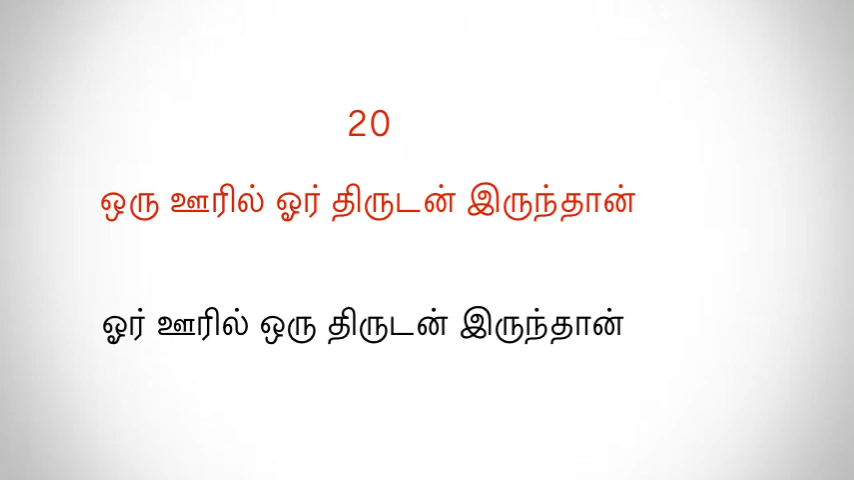 20
ஒரு ஊரில் ஓர் திருடன் இருந்தான்
ஓர் ஊரில் ஒரு திருடன் இருந்தான்